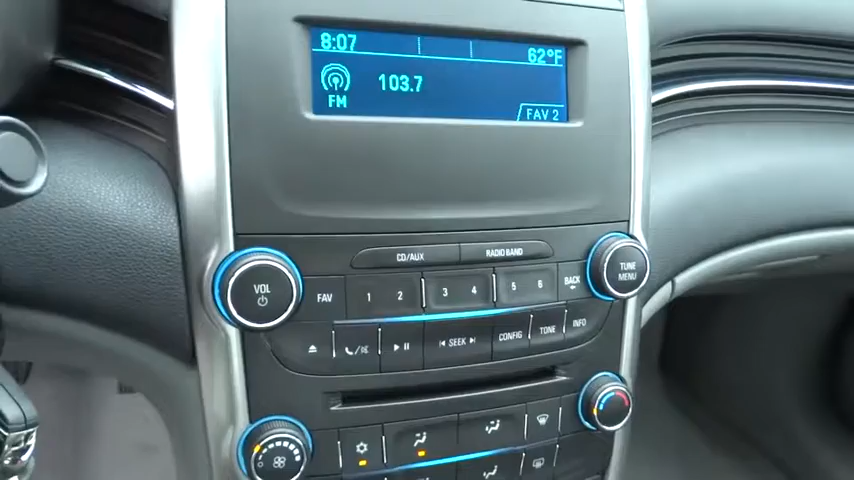 8:07
62°F
FM
103.7
FAV 2
CD/AUX
RADIO BAND
VOL
FAV
1
2
3
4
5
6
BACK
TUNE
MENU
SEEK
CONFIG
TONE
INFO